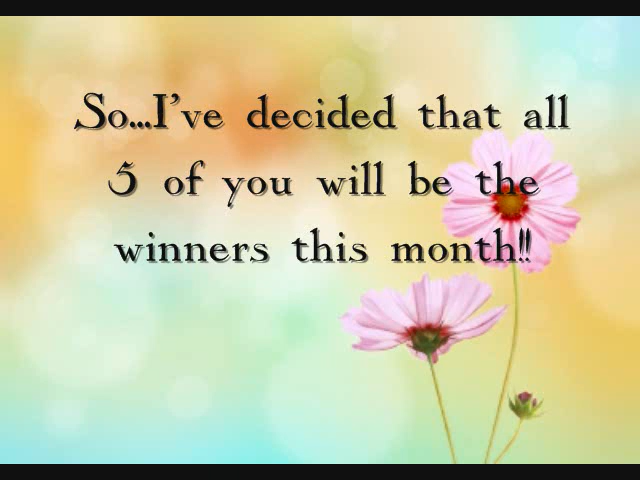 So...I've decided that all
5 of you will be the
winners this month!!